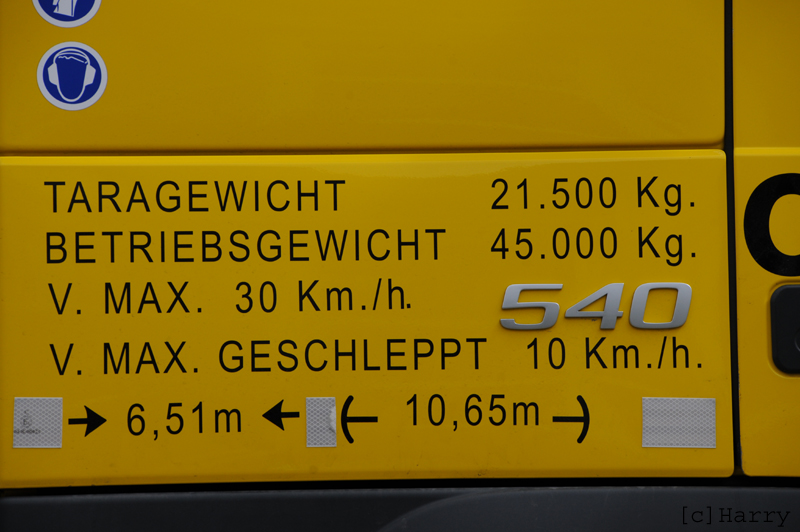 TARAGEWICHT 21.500 Kg.
BETRIEBSGEWICHT 45.000 Kg.
V. MAX. 30 Km./h.
540
V. MAX. GESCHLEPPT 10 Km./h.
6,51m 10,65m
[c]Harry